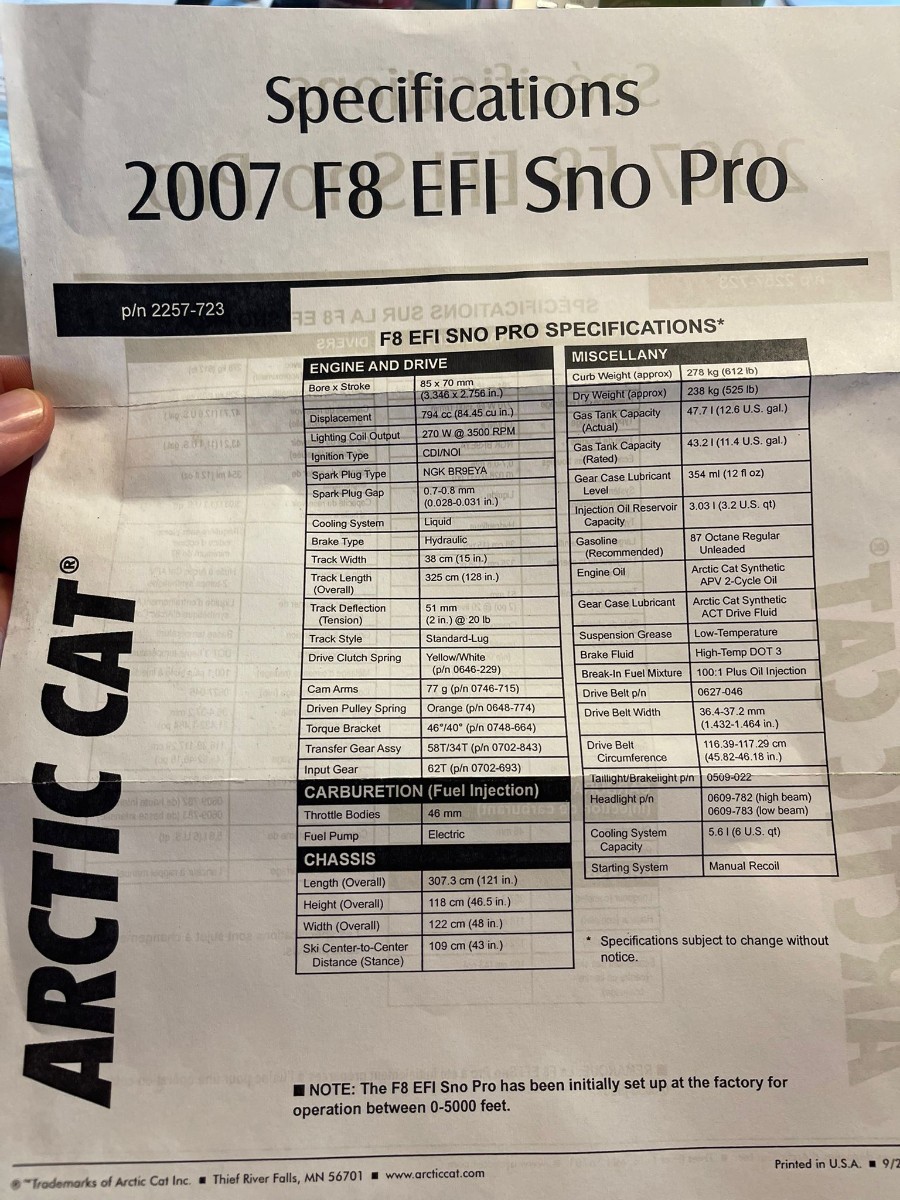 Specifications
2007 F8 EFI Sno Pro
p/n 2257-723
F8 EFI SNO PRO SPECIFICATIONS*
ENGINE AND DRIVE
Bore x Stroke 85 x 70 mm
(3.346 x 2.756 in.)
Displacement 794 cc (84.45 cu in.)
Lighting Coil Output 270 W @ 3500 RPM
Ignition Type CDI/NOI
Spark Plug Type NGK BR9EYA
Spark Plug Gap 0.7-0.8 mm
(0.028-0.031 in.)
Cooling System Liquid
Brake Type Hydraulic
Track Width 38 cm (15 in.)
Track Length 325 cm (128 in.)
(Overall)
Track Deflection 51 mm
(Tension) (2 in.) @ 20 lb
Track Style Standard-Lug
Drive Clutch Spring Yellow/White
(p/n 0646-229)
Cam Arms 77 g (p/n 0746-715)
Driven Pulley Spring Orange (p/n 0648-774)
Torque Bracket 46°/40° (p/n 0748-664)
Transfer Gear Assy 58T/34T (p/n 0702-843)
Input Gear 62T (p/n 0702-693)
CARBURETION (Fuel Injection)
Throttle Bodies 46 mm
Fuel Pump Electric
CHASSIS
Length (Overall) 307.3 cm (121 in.)
Height (Overall) 118 cm (46.5 in.)
Width (Overall) 122 cm (48 in.)
Ski Center-to-Center 109 cm (43 in.)
Distance (Stance)
MISCELLANY
Curb Weight (approx) 278 kg (612 lb)
Dry Weight (approx) 238 kg (525 lb)
Gas Tank Capacity 47.7 l (12.6 U.S. gal.)
(Actual)
Gas Tank Capacity 43.2 l (11.4 U.S. gal.)
(Rated)
Gear Case Lubricant 354 ml (12 fl oz)
Level
Injection Oil Reservoir 3.03 l (3.2 U.S. qt)
Capacity
Gasoline 87 Octane Regular
(Recommended) Unleaded
Engine Oil Arctic Cat Synthetic
APV 2-Cycle Oil
Gear Case Lubricant Arctic Cat Synthetic
ACT Drive Fluid
Suspension Grease Low-Temperature
Brake Fluid High-Temp DOT 3
Break-In Fuel Mixture 100:1 Plus Oil Injection
Drive Belt p/n 0627-046
Drive Belt Width 36.4-37.2 mm
(1.432-1.464 in.)
Drive Belt 116.39-117.29 cm
Circumference (45.82-46.18 in.)
Taillight/Brakelight p/n 0509-022
Headlight p/n 0609-782 (high beam)
0609-783 (low beam)
Cooling System 5.6 l (6 U.S. qt)
Capacity
Starting System Manual Recoil
* Specifications subject to change without
notice.
ARCTIC CAT®
■ NOTE: The F8 EFI Sno Pro has been initially set up at the factory for
operation between 0-5000 feet.
®™Trademarks of Arctic Cat Inc. ■ Thief River Falls, MN 56701 ■ www.arcticcat.com
Printed in U.S.A. ■ 9/2